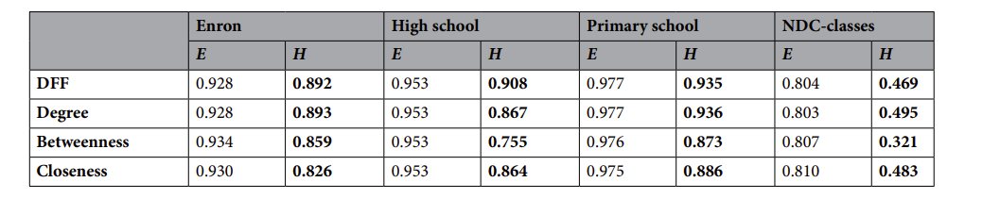 Enron High school Primary school NDC-classes
E H E H E H E H
DFF 0.928 0.892 0.953 0.908 0.977 0.935 0.804 0.469
Degree 0.928 0.893 0.953 0.867 0.977 0.936 0.803 0.495
Betweenness 0.934 0.859 0.953 0.755 0.976 0.873 0.807 0.321
Closeness 0.930 0.826 0.953 0.864 0.975 0.886 0.810 0.483